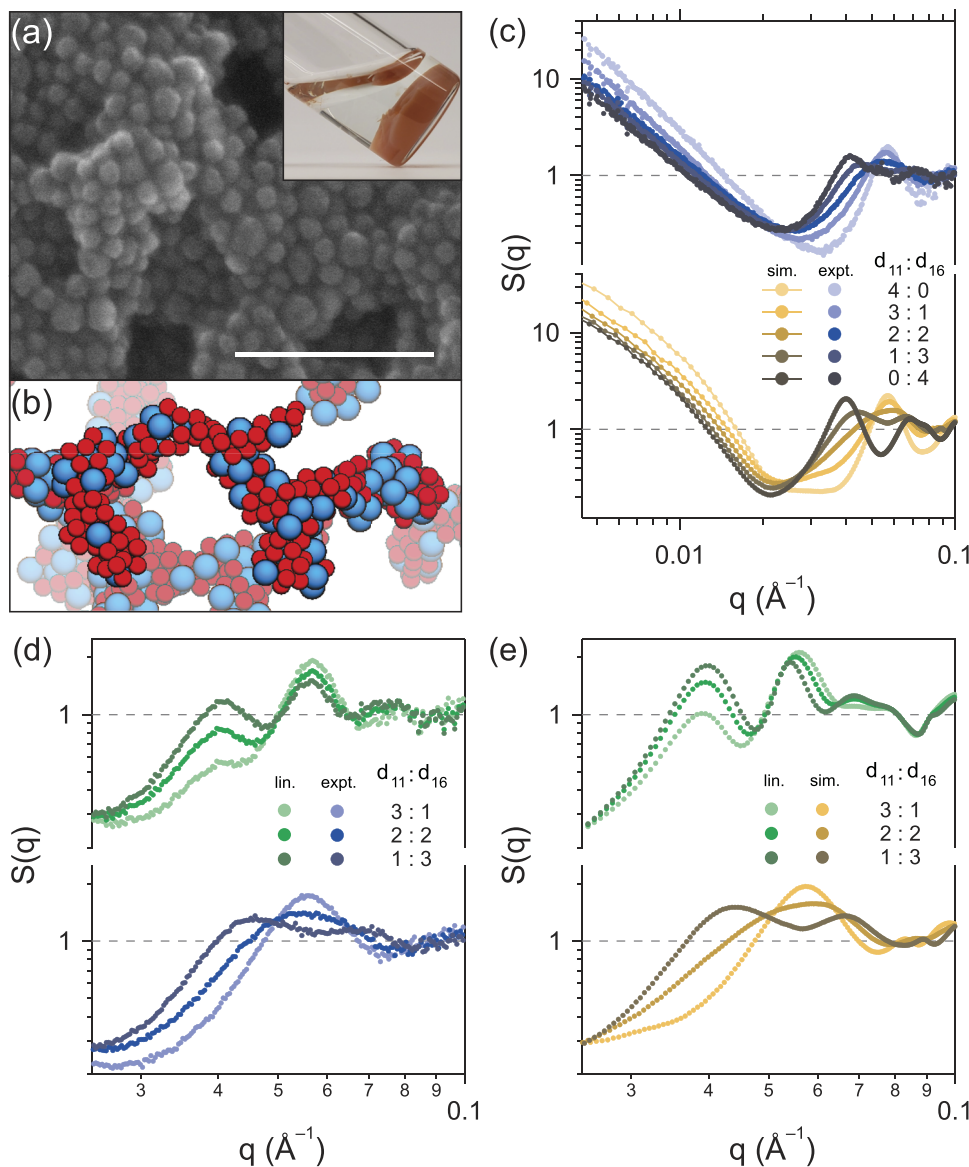 (a)
(b)
(c)
S(q)
10
1
sim. expt. d₁₁ : d₁₆
4 : 0
3 : 1
2 : 2
1 : 3
0 : 4
10
1
0.01 0.1
q (Å⁻¹)
(d)
S(q)
1
lin. expt. d₁₁ : d₁₆
3 : 1
2 : 2
1 : 3
1
3 4 5 6 7 8 9
0.1
q (Å⁻¹)
(e)
S(q)
1
lin. sim. d₁₁ : d₁₆
3 : 1
2 : 2
1 : 3
1
3 4 5 6 7 8 9
0.1
q (Å⁻¹)